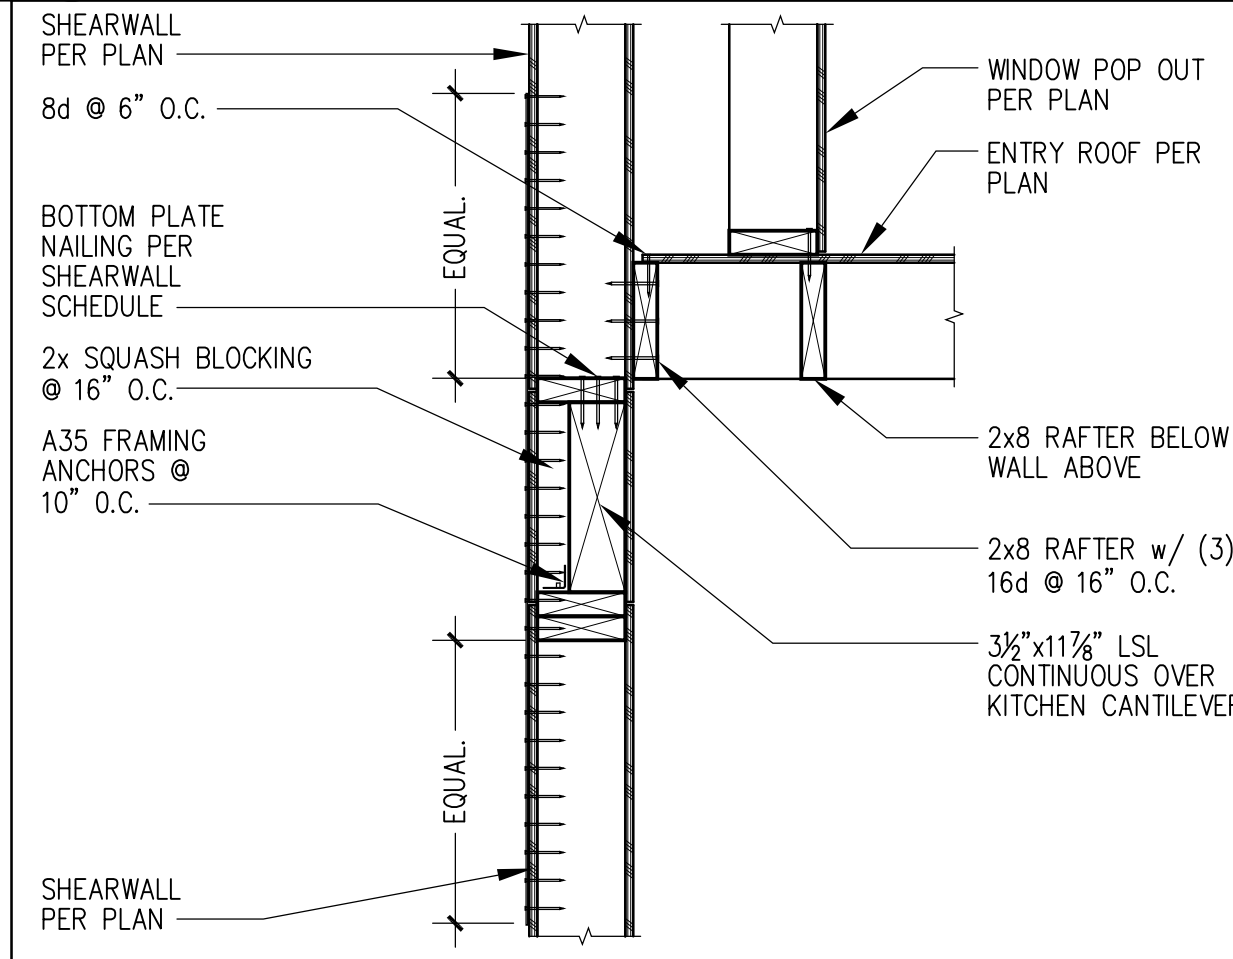 SHEARWALL
PER PLAN
8d @ 6" O.C.
EQUAL.
BOTTOM PLATE
NAILING PER
SHEARWALL
SCHEDULE
2x SQUASH BLOCKING
@ 16" O.C.
A35 FRAMING
ANCHORS @
10" O.C.
EQUAL.
SHEARWALL
PER PLAN
WINDOW POP OUT
PER PLAN
ENTRY ROOF PER
PLAN
2x8 RAFTER BELOW
WALL ABOVE
2x8 RAFTER w/ (3)
16d @ 16" O.C.
3½"x11⅞" LSL
CONTINUOUS OVER
KITCHEN CANTILEVER